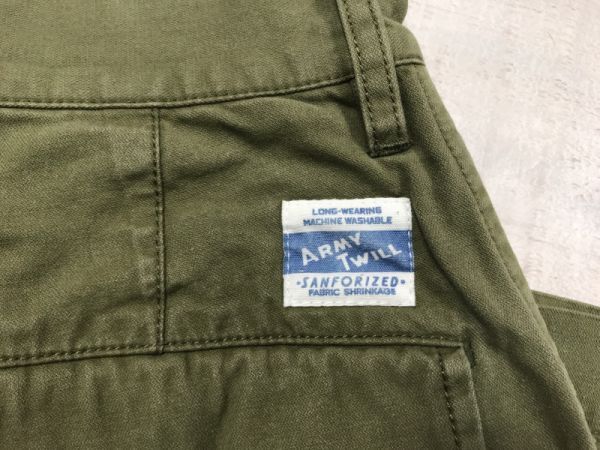 LONG-WEARING
MACHINE WASHABLE
ARMY
TWILL
·SANFORIZED·
FABRIC SHRINKAGE